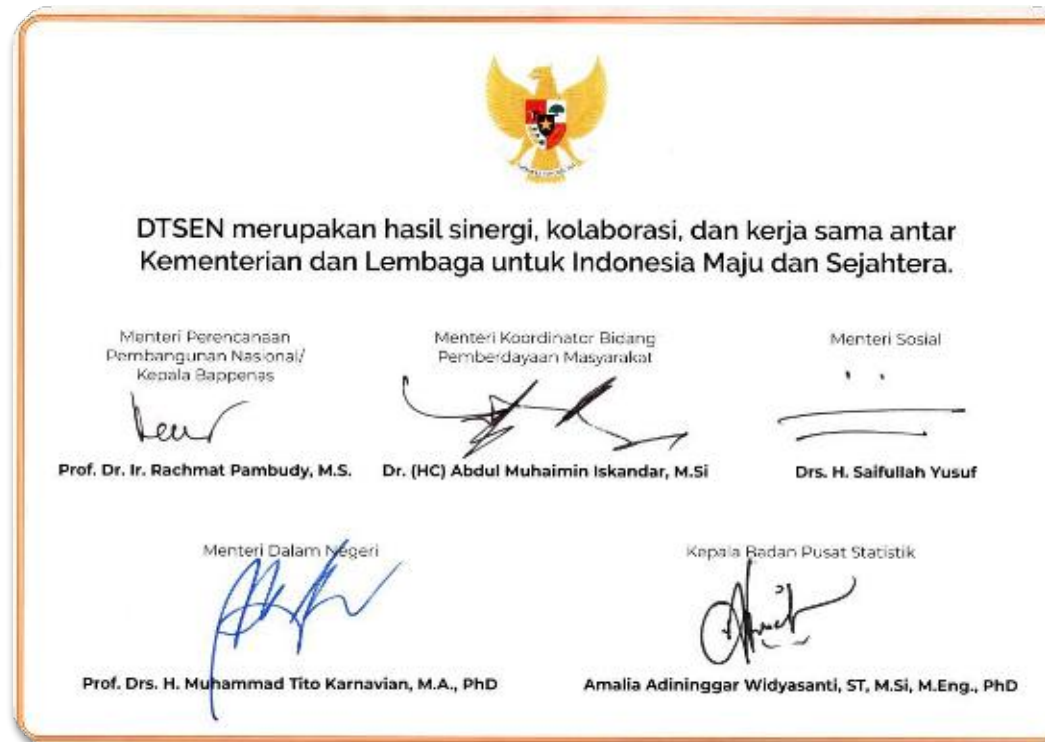 DTSEN merupakan hasil sinergi, kolaborasi, dan kerja sama antar
Kementerian dan Lembaga untuk Indonesia Maju dan Sejahtera.
Menteri Perencanaan
Pembangunan Nasional/
Kepala Bappenas
Prof. Dr. Ir. Rachmat Pambudy, M.S.
Menteri Koordinator Bidang
Pemberdayaan Masyarakat
Dr. (HC) Abdul Muhaimin Iskandar, M.Si
Menteri Sosial
Drs. H. Saifullah Yusuf
Menteri Dalam Negeri
Prof. Drs. H. Muhammad Tito Karnavian, M.A., PhD
Kepala Badan Pusat Statistik
Amalia Adininggar Widyasanti, ST, M.Si, M.Eng., PhD